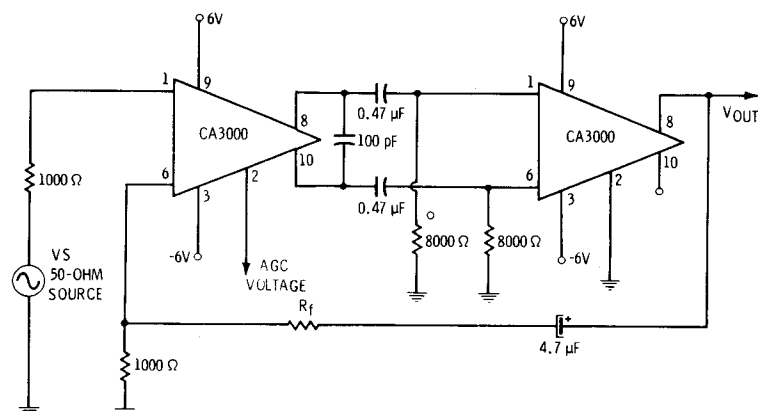 6V
6V
1
9
1
9
8
8
VOUT
CA3000
0.47 µF
CA3000
100 pF
10
10
1000 Ω
6
2
0.47 µF
6
2
3
3
-6V
8000 Ω
8000 Ω
-6V
VS
50-OHM
SOURCE
AGC
VOLTAGE
Rf
+
4.7 µF
1000 Ω